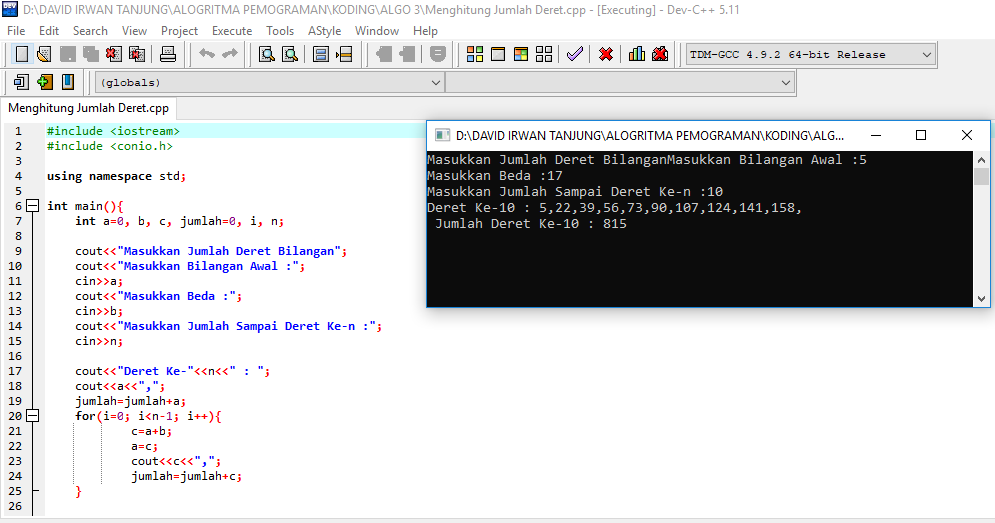 D:\DAVID IRWAN TANJUNG\ALOGRITMA PEMOGRAMAN\KODING\ALGO 3\Menghitung Jumlah Deret.cpp - [Executing] - Dev-C++ 5.11
File Edit Search View Project Execute Tools AStyle Window Help
TDM-GCC 4.9.2 64-bit Release
(globals)
Menghitung Jumlah Deret.cpp
1 #include <iostream>
2 #include <conio.h>
3
4 using namespace std;
5
6 int main(){
7 int a=0, b, c, jumlah=0, i, n;
8
9 cout<<"Masukkan Jumlah Deret Bilangan";
10 cout<<"Masukkan Bilangan Awal :";
11 cin>>a;
12 cout<<"Masukkan Beda :";
13 cin>>b;
14 cout<<"Masukkan Jumlah Sampai Deret Ke-n :";
15 cin>>n;
16
17 cout<<"Deret Ke-"<<n<<" : ";
18 cout<<a<<",";
19 jumlah=jumlah+a;
20 for(i=0; i<n-1; i++){
21 c=a+b;
22 a=c;
23 cout<<c<<",";
24 jumlah=jumlah+c;
25 }
26
D:\DAVID IRWAN TANJUNG\ALOGRITMA PEMOGRAMAN\KODING\ALG...
Masukkan Jumlah Deret BilanganMasukkan Bilangan Awal :5
Masukkan Beda :17
Masukkan Jumlah Sampai Deret Ke-n :10
Deret Ke-10 : 5,22,39,56,73,90,107,124,141,158,
Jumlah Deret Ke-10 : 815